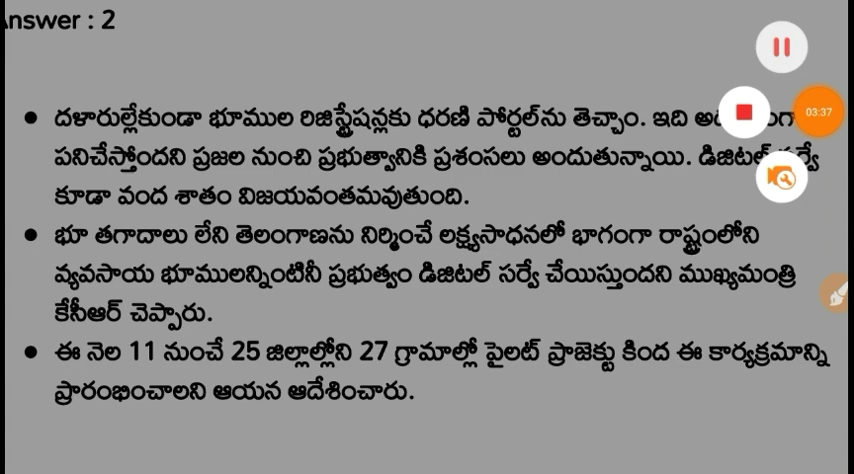 nswer : 2
03:37
• దళారుల్లేకుండా భూముల రిజిస్ట్రేషన్లకు ధరణి పోర్టల్‌ను తెచ్చాం. ఇది
పనిచేస్తోందని ప్రజల నుంచి ప్రభుత్వానికి ప్రశంసలు అందుతున్నాయి. డిజిటల్
కూడా వంద శాతం విజయవంతమవుతుంది.
• భూ తగాదాలు లేని తెలంగాణను నిర్మించే లక్ష్యసాధనలో భాగంగా రాష్ట్రంలోని
వ్యవసాయ భూములన్నింటినీ ప్రభుత్వం డిజిటల్ సర్వే చేయిస్తుందని ముఖ్యమంత్రి
కేసీఆర్ చెప్పారు.
• ఈ నెల 11 నుంచే 25 జిల్లాల్లోని 27 గ్రామాల్లో పైలట్ ప్రాజెక్టు కింద ఈ కార్యక్రమాన్ని
ప్రారంభించాలని ఆయన ఆదేశించారు.